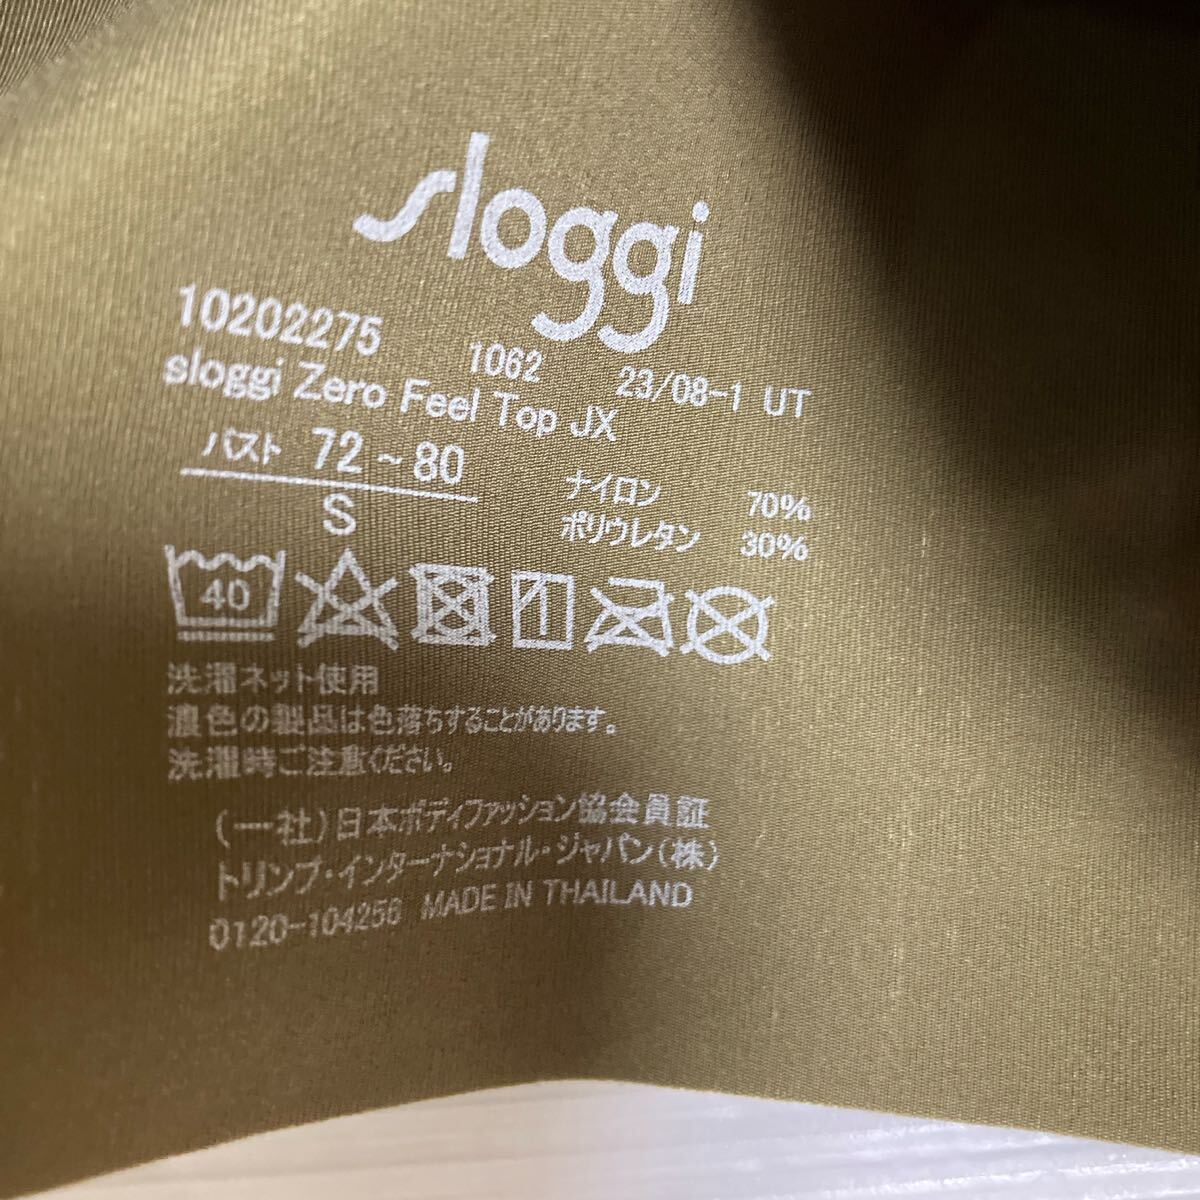 sloggi
10202275 1062 23/08-1 UT
sloggi Zero Feel Top JX
バスト 72~80
S
ナイロン 70%
ポリウレタン 30%
40
洗濯ネット使用
濃色の製品は色落ちすることがあります。
洗濯時ご注意ください。
(一社)日本ボディファッション協会員証
トリンプ・インターナショナル・ジャパン(株)
0120-104256 MADE IN THAILAND